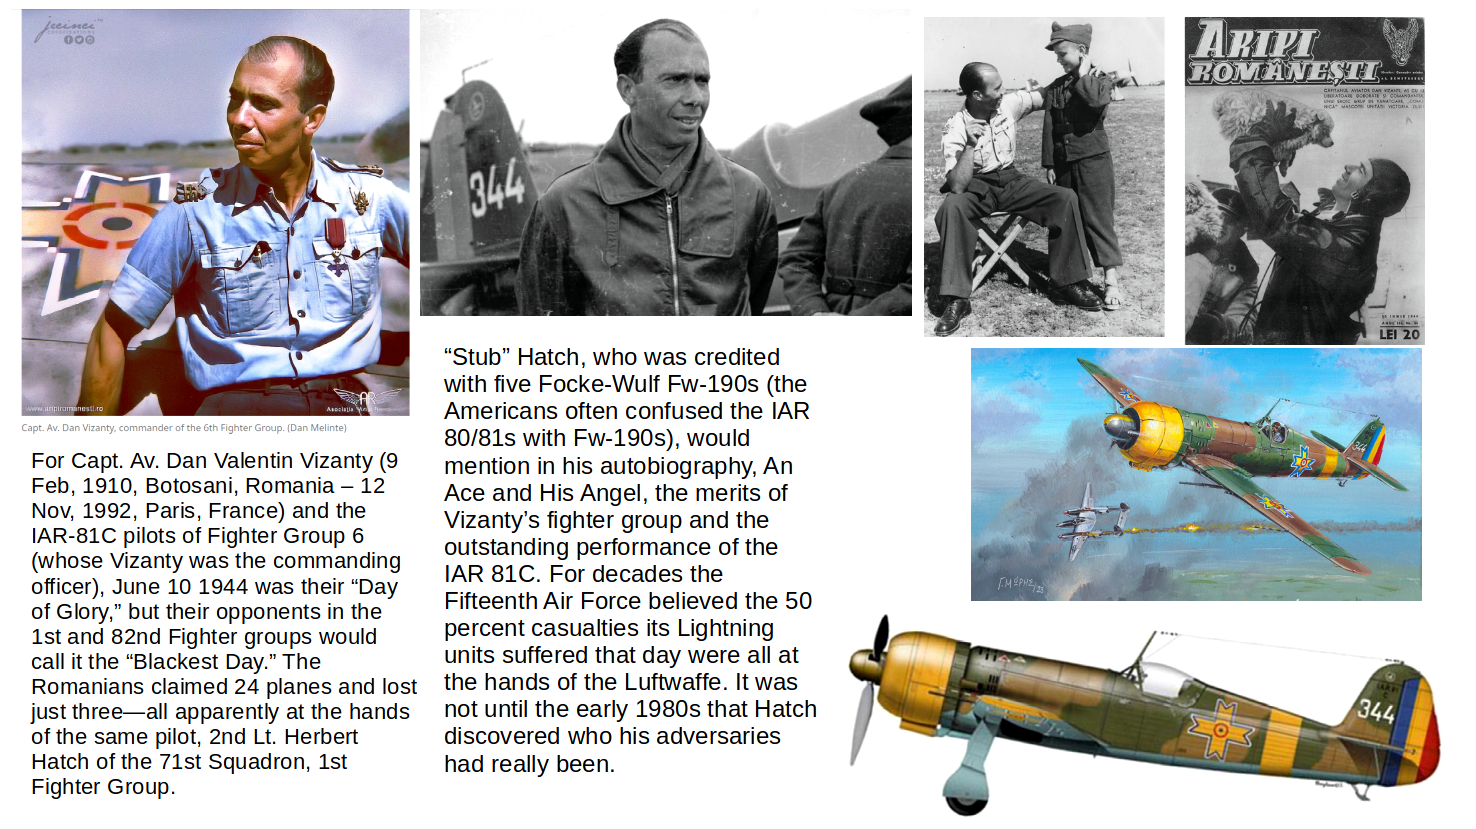 jecinci
colorizations
www.aripiromanesti.ro
AR
Capt. Av. Dan Vizanty, commander of the 6th Fighter Group. (Dan Melinte)
For Capt. Av. Dan Valentin Vizanty (9
Feb, 1910, Botosani, Romania – 12
Nov, 1992, Paris, France) and the
IAR-81C pilots of Fighter Group 6
(whose Vizanty was the commanding
officer), June 10 1944 was their “Day
of Glory,” but their opponents in the
1st and 82nd Fighter groups would
call it the “Blackest Day.” The
Romanians claimed 24 planes and lost
just three—all apparently at the hands
of the same pilot, 2nd Lt. Herbert
Hatch of the 71st Squadron, 1st
Fighter Group.
344
“Stub” Hatch, who was credited
with five Focke-Wulf Fw-190s (the
Americans often confused the IAR
80/81s with Fw-190s), would
mention in his autobiography, An
Ace and His Angel, the merits of
Vizanty’s fighter group and the
outstanding performance of the
IAR 81C. For decades the
Fifteenth Air Force believed the 50
percent casualties its Lightning
units suffered that day were all at
the hands of the Luftwaffe. It was
not until the early 1980s that Hatch
discovered who his adversaries
had really been.
ARIPI
ROMÂNEȘTI
LEI 20
344
Γ.ΜΩΡΗΣ/23
I.A.R. 81
C
344